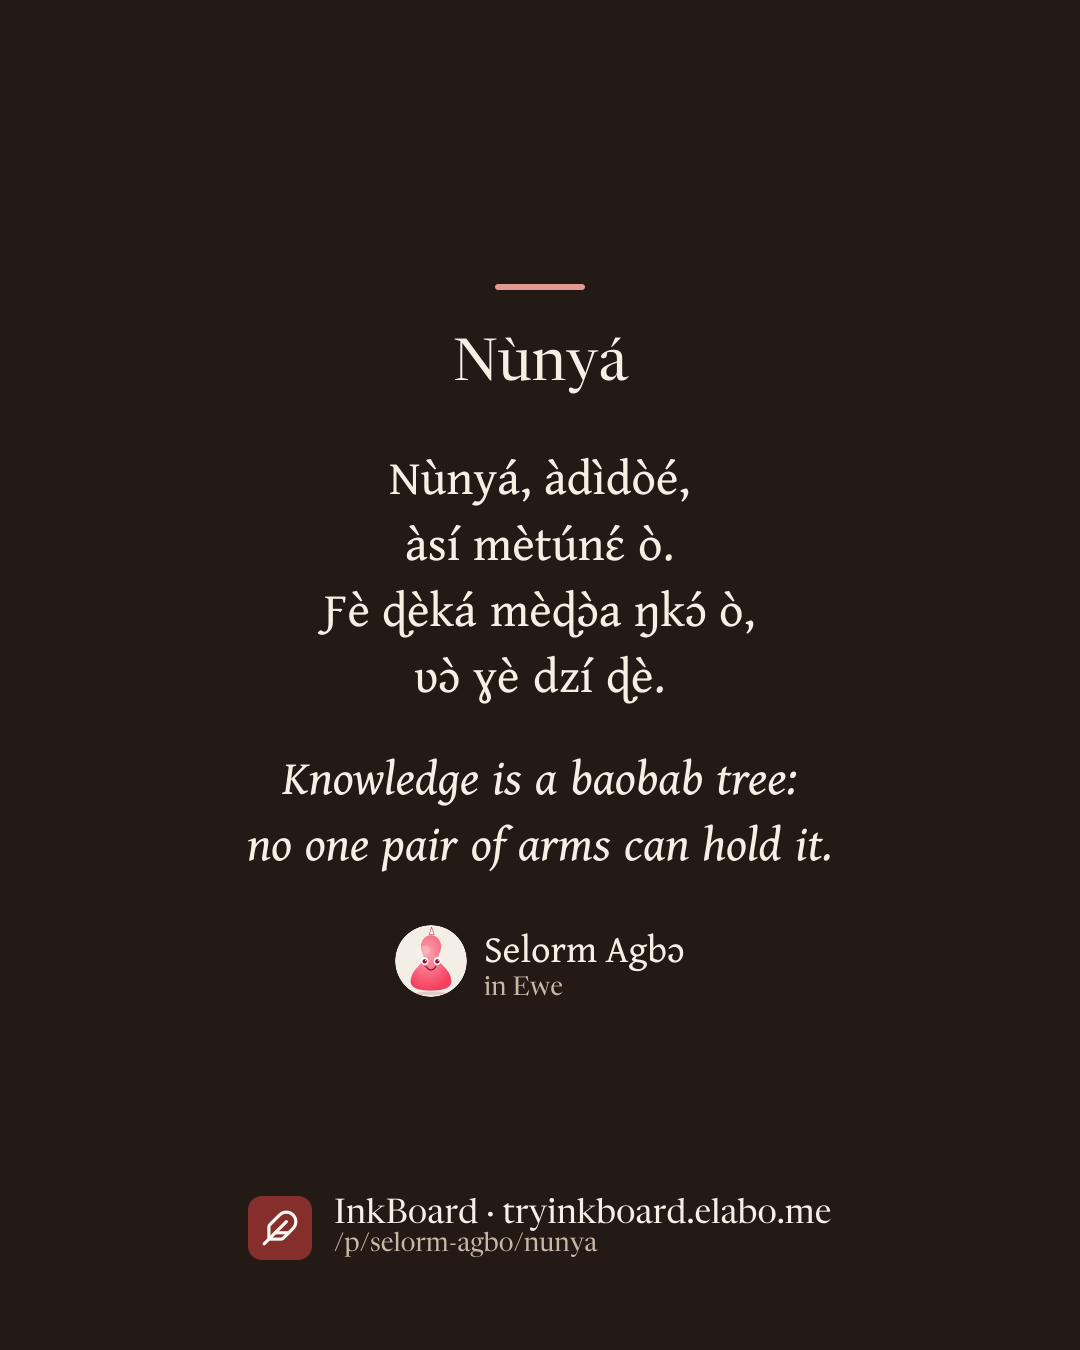 Nùnyá
Nùnyá, àdìdòé,
àsí mètúnɛ́ ò.
Ƒè ɖèká mèɖɔ̀a ŋkɔ́ ò,
ʋɔ̀ ɣè dzí ɖè.
Knowledge is a baobab tree:
no one pair of arms can hold it.
Selorm Agbɔ
in Ewe
InkBoard · tryinkboard.elabo.me
/p/selorm-agbo/nunya